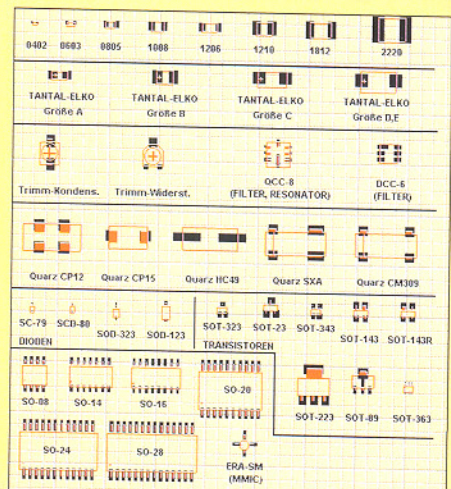 0402 0603 0805 1008 1206 1210 1812 2220
TANTAL-ELKO TANTAL-ELKO TANTAL-ELKO TANTAL-ELKO
Größe A Größe B Größe C Größe D,E
Trimm-Kondens. Trimm-Widerst. QCC-8 DCC-6
(FILTER, RESONATOR) (FILTER)
Quarz CP12 Quarz CP15 Quarz HC49 Quarz SXA Quarz CM309
SC-79 SCD-80 SOD-323 SOD-123 SOT-323 SOT-23 SOT-343 SOT-143 SOT-143R
DIODEN TRANSISTOREN
SO-08 SO-14 SO-16 SO-20 SOT-223 SOT-89 SOT-363
SO-24 SO-28 ERA-SM
(MMIC)